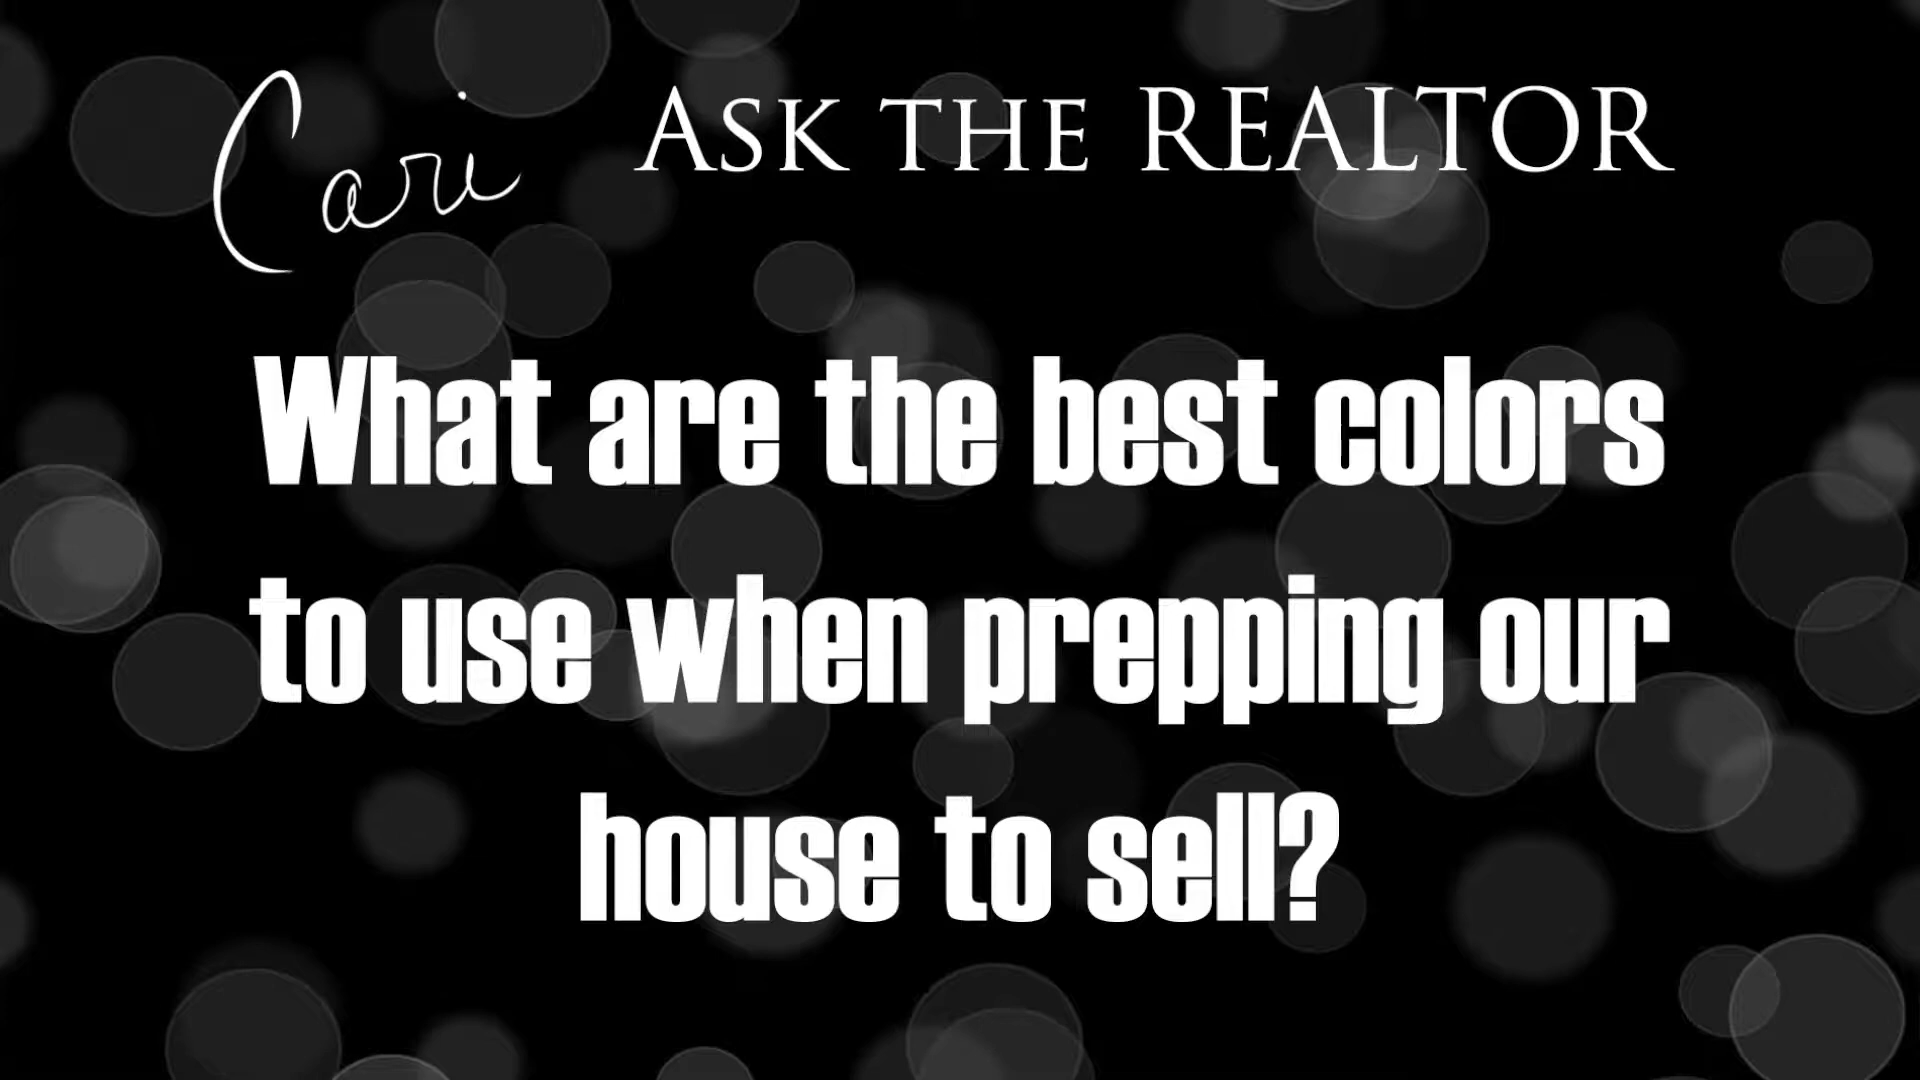 Cari ASK THE REALTOR
What are the best colors
to use when prepping our
house to sell?